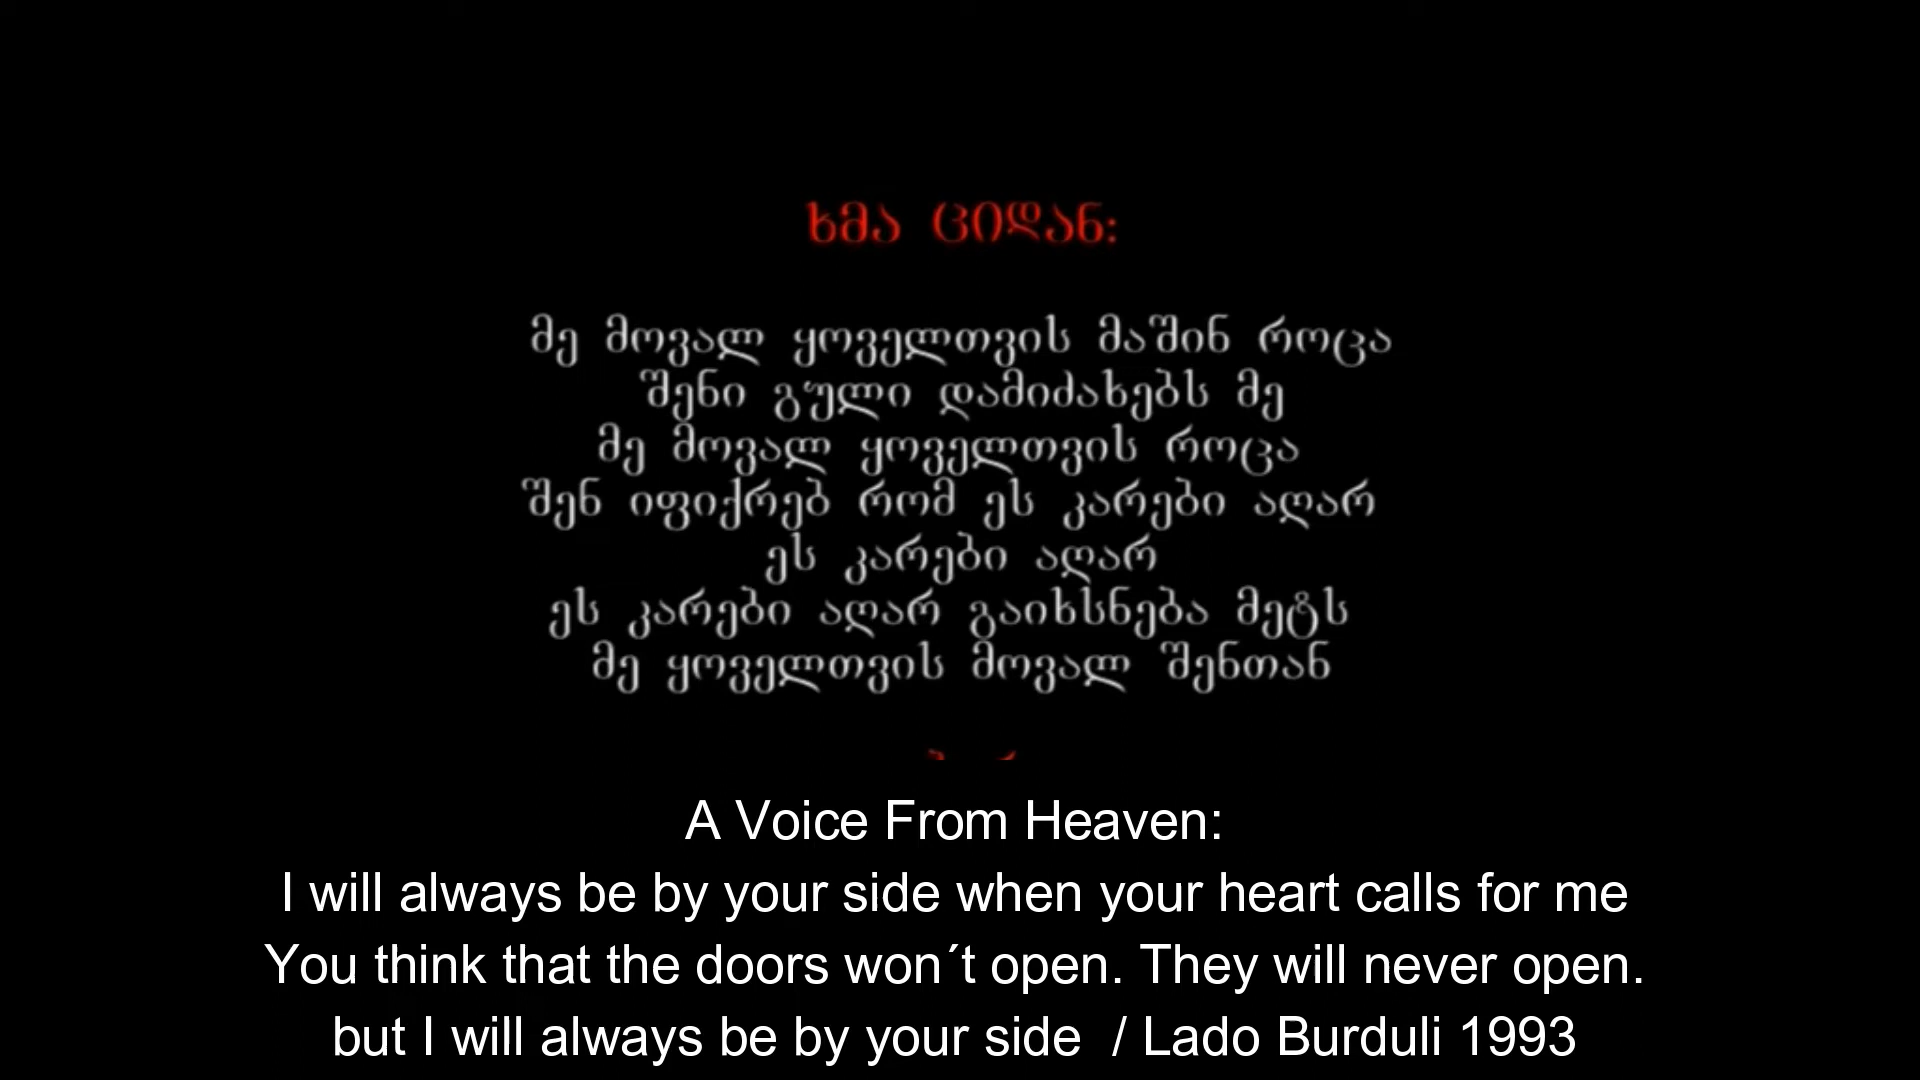 ხმა ციდან:
მე მოვალ ყოველთვის მაშინ როცა
შენი გული დამიძახებს მე
მე მოვალ ყოველთვის როცა
შენ იფიქრებ რომ ეს კარები აღარ
ეს კარები აღარ
ეს კარები აღარ გაიხსნება მეტს
მე ყოველთვის მოვალ შენთან
A Voice From Heaven:
I will always be by your side when your heart calls for me
You think that the doors won´t open. They will never open.
but I will always be by your side / Lado Burduli 1993